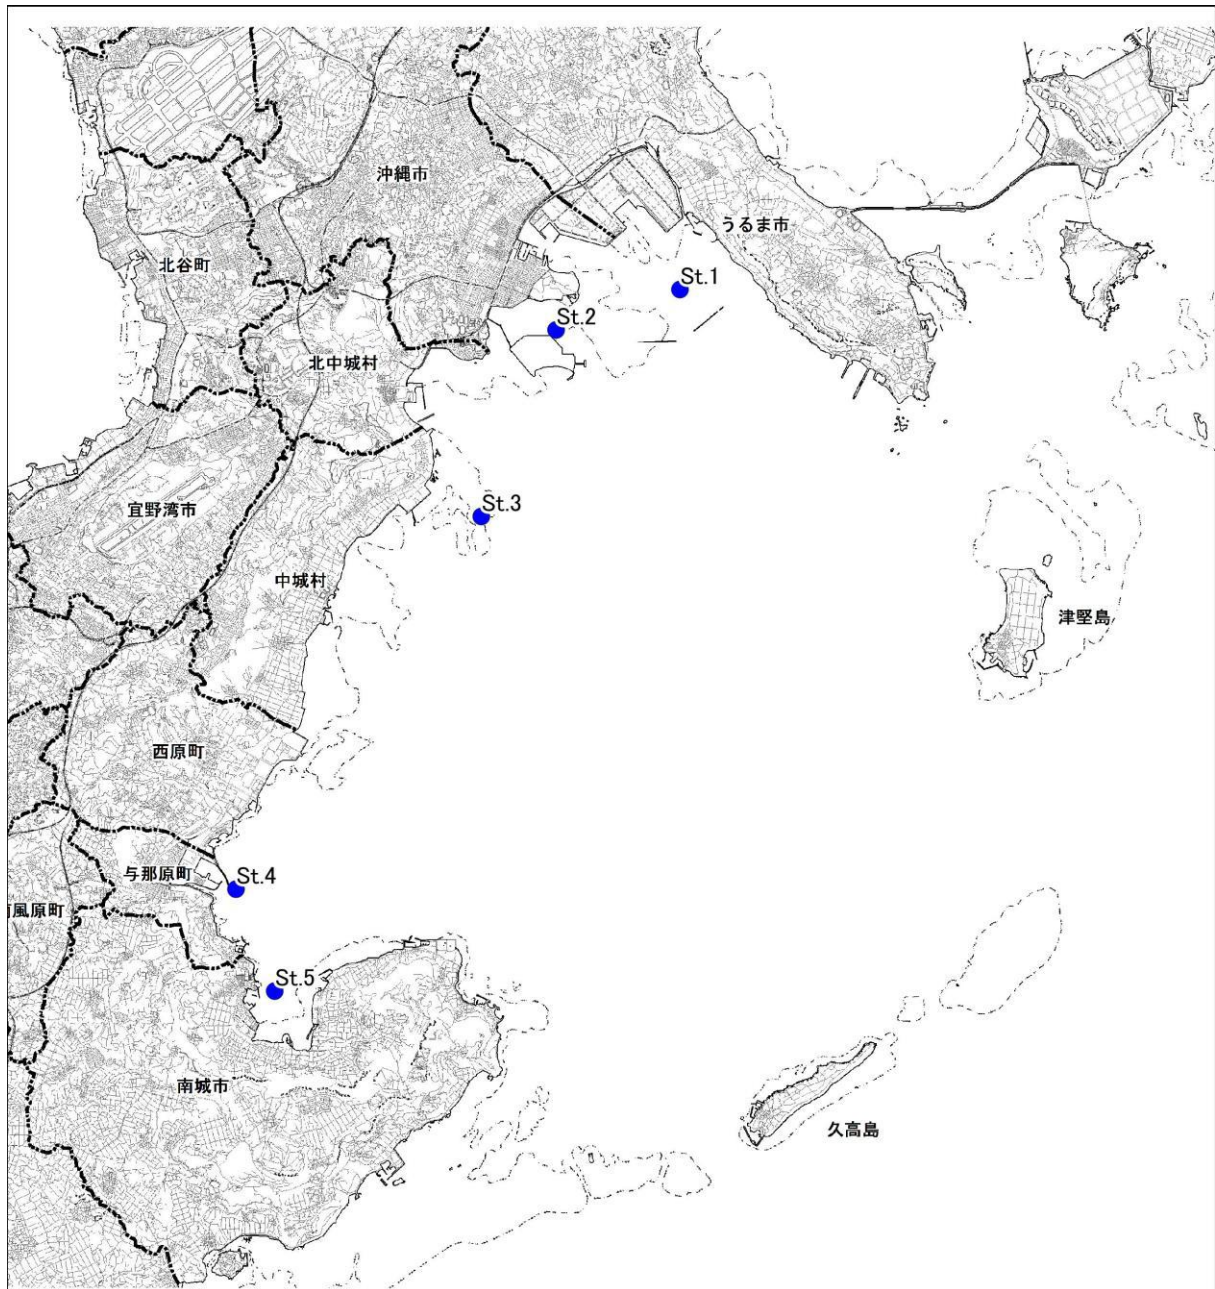 沖縄市
うるま市
北谷町
St.1
St.2
北中城村
宜野湾市
St.3
中城村
津堅島
西原町
与那原町
St.4
風原町
St.5
南城市
久高島